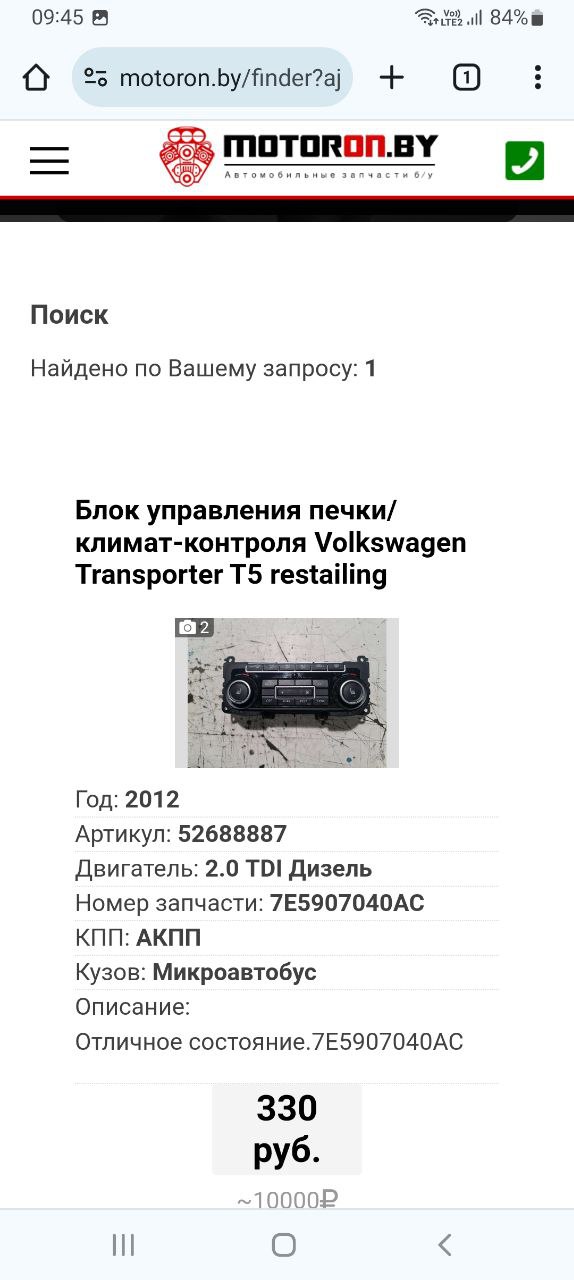 09:45
Vo))
LTE2
84%
motoron.by/finder?aj
1
MOTORON.BY
Автомобильные запчасти б/у
Поиск
Найдено по Вашему запросу: 1
Блок управления печки/
климат-контроля Volkswagen
Transporter T5 restailing
2
Год: 2012
Артикул: 52688887
Двигатель: 2.0 TDI Дизель
Номер запчасти: 7E5907040AC
КПП: АКПП
Кузов: Микроавтобус
Описание:
Отличное состояние.7E5907040AC
330
руб.
~10000₽